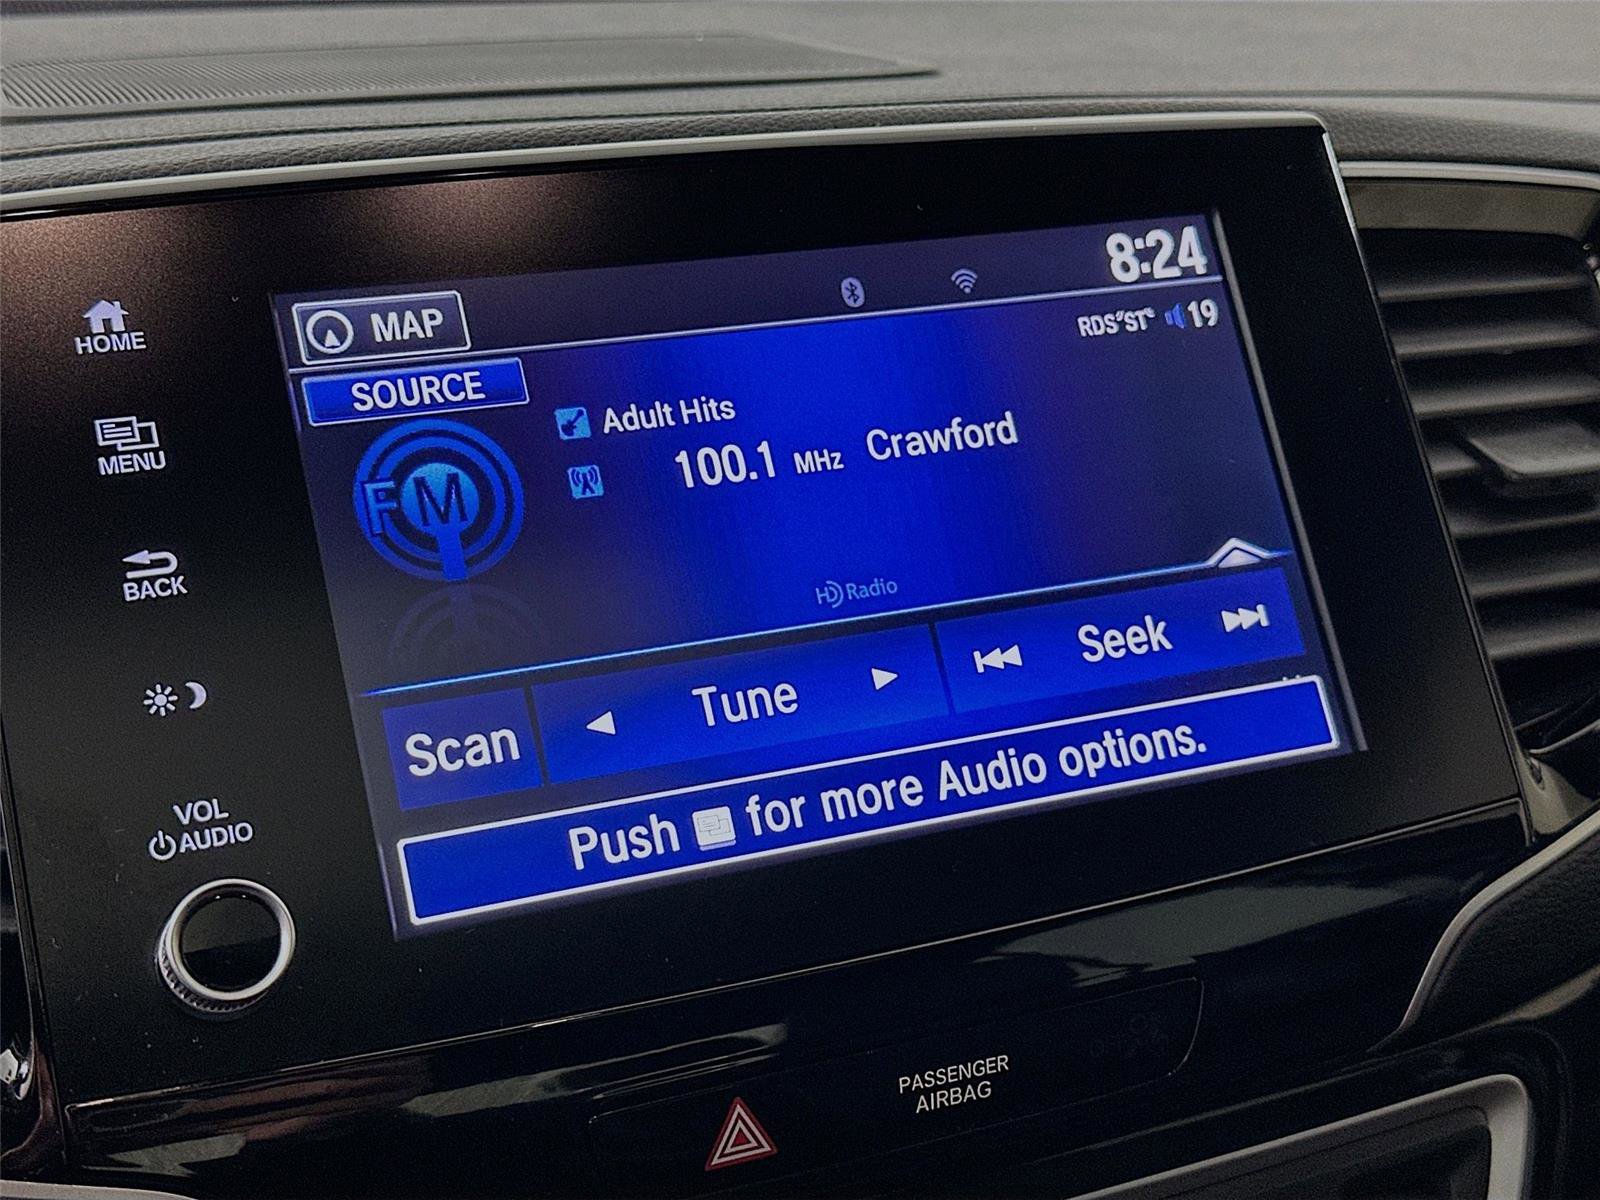 8:24
HOME
MAP
RDS ST 19
SOURCE
Adult Hits
MENU
100.1 MHz Crawford
FM
BACK
HD Radio
Scan
Tune
Seek
VOL
AUDIO
Push for more Audio options.
PASSENGER
AIRBAG